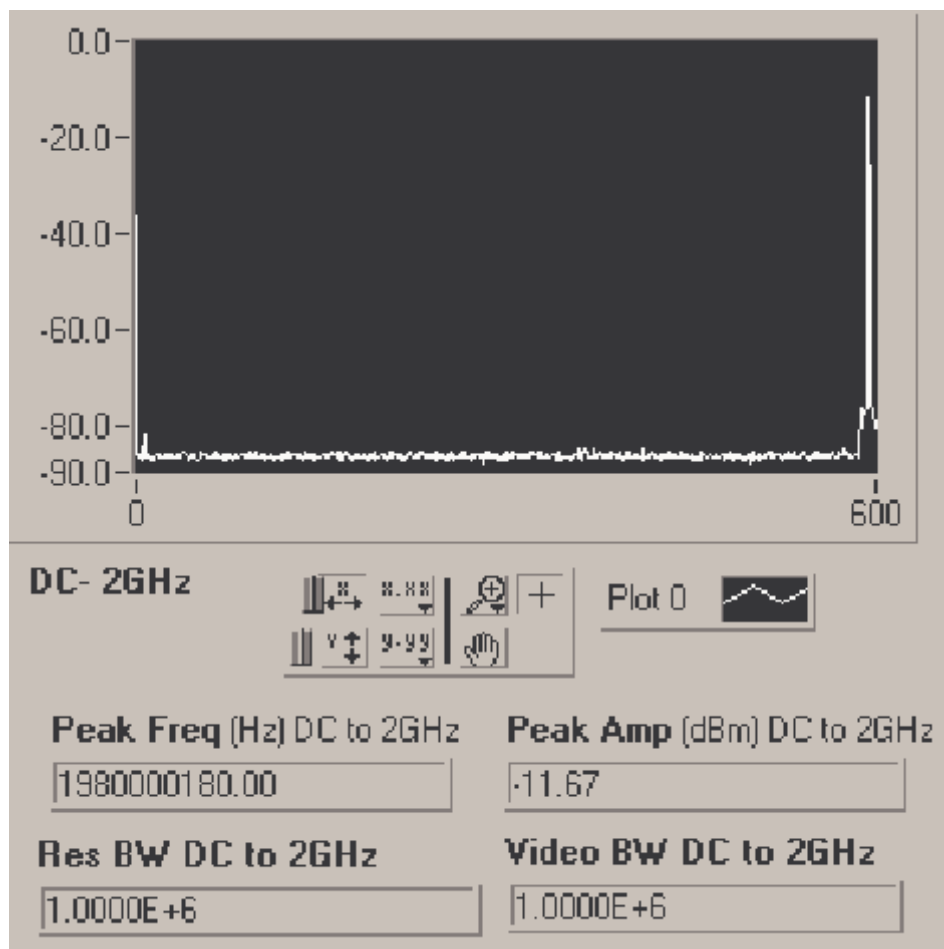 0.0
-20.0
-40.0
-60.0
-80.0
-90.0
0 600
DC- 2GHz
Plot 0
Peak Freq (Hz) DC to 2GHz
1980000180.00
Peak Amp (dBm) DC to 2GHz
-11.67
Res BW DC to 2GHz
1.0000E+6
Video BW DC to 2GHz
1.0000E+6